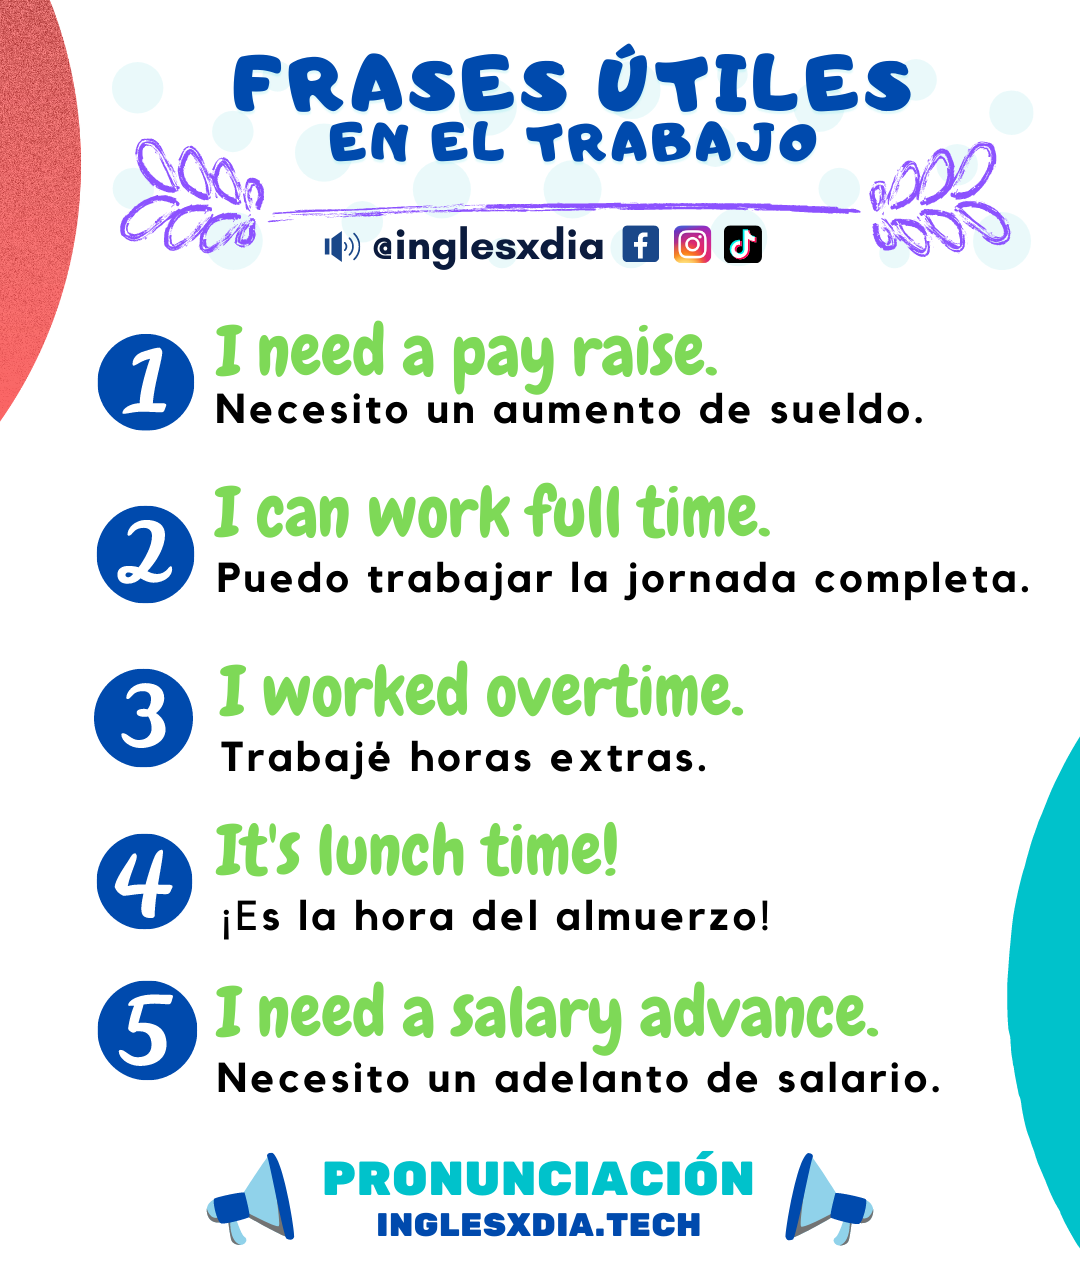 FRASES ÚTILES
EN EL TRABAJO
@inglesxdia
1 I need a pay raise.
Necesito un aumento de sueldo.
2 I can work full time.
Puedo trabajar la jornada completa.
3 I worked overtime.
Trabajé horas extras.
4 It's lunch time!
¡Es la hora del almuerzo!
5 I need a salary advance.
Necesito un adelanto de salario.
PRONUNCIACIÓN
INGLESXDIA.TECH